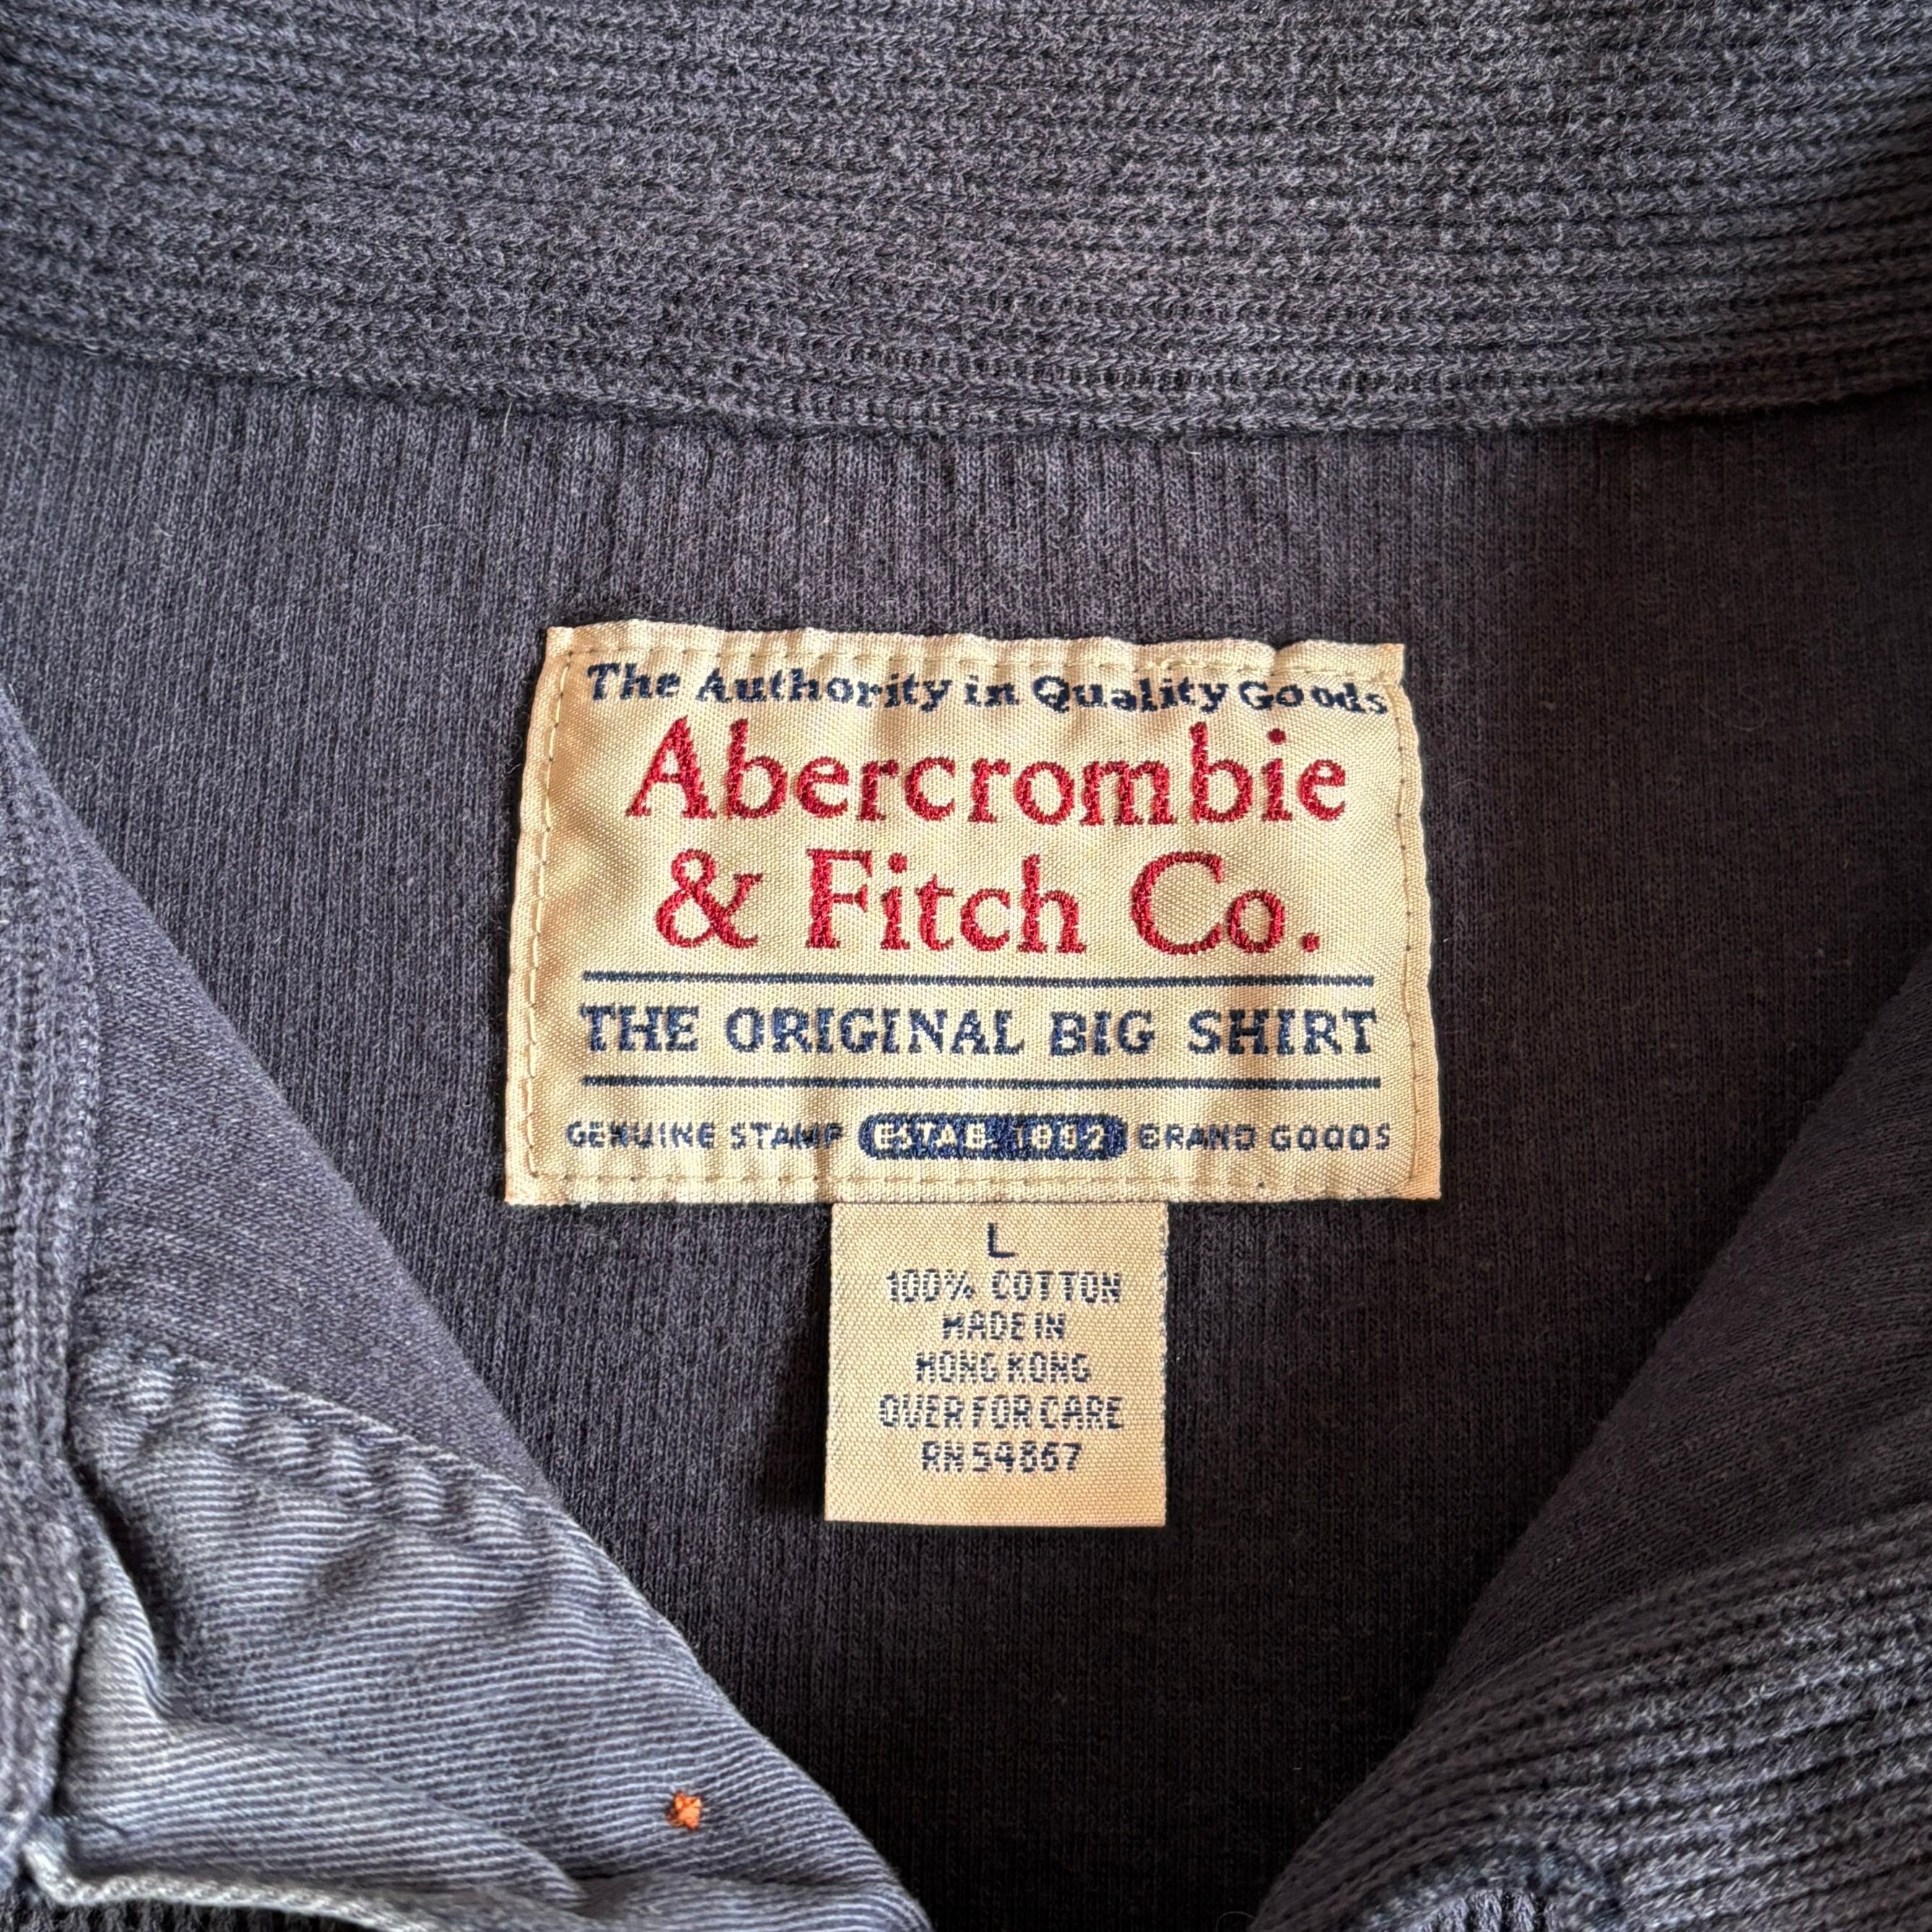 The Authority in Quality Goods
Abercrombie
& Fitch Co.
THE ORIGINAL BIG SHIRT
GENUINE STAMP ESTAB. 1892 BRAND GOODS
L
100% COTTON
MADE IN
HONG KONG
OVER FOR CARE
RN 54867